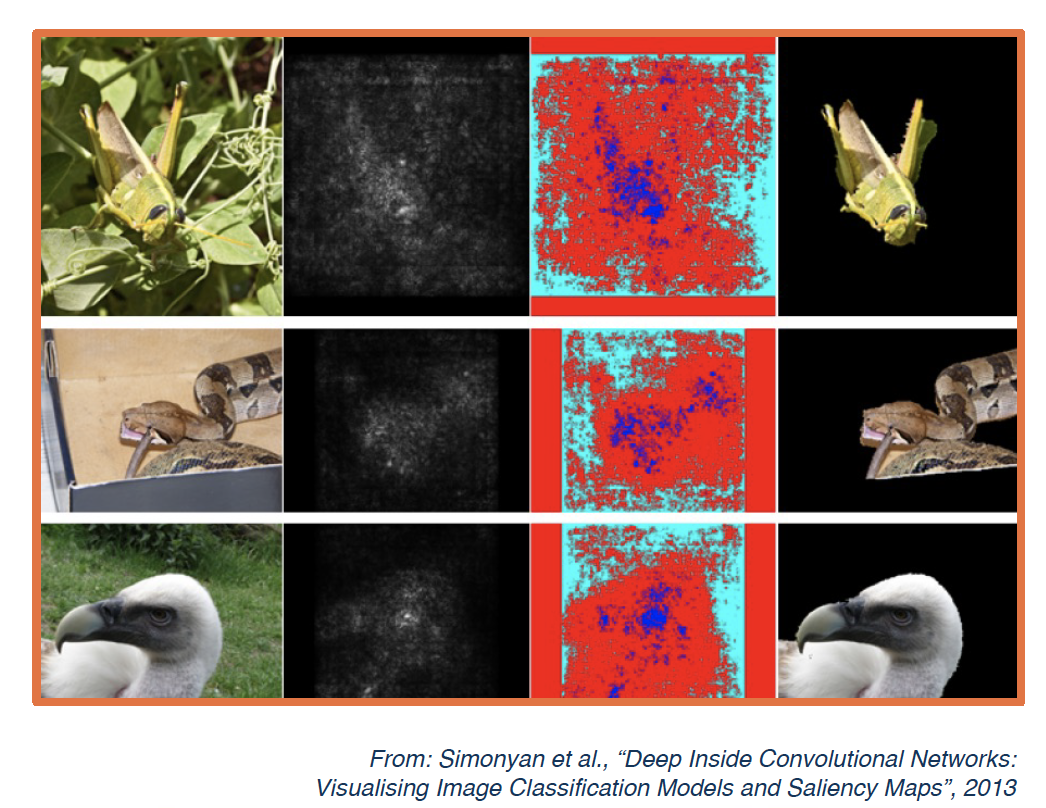 From: Simonyan et al., “Deep Inside Convolutional Networks:
Visualising Image Classification Models and Saliency Maps”, 2013